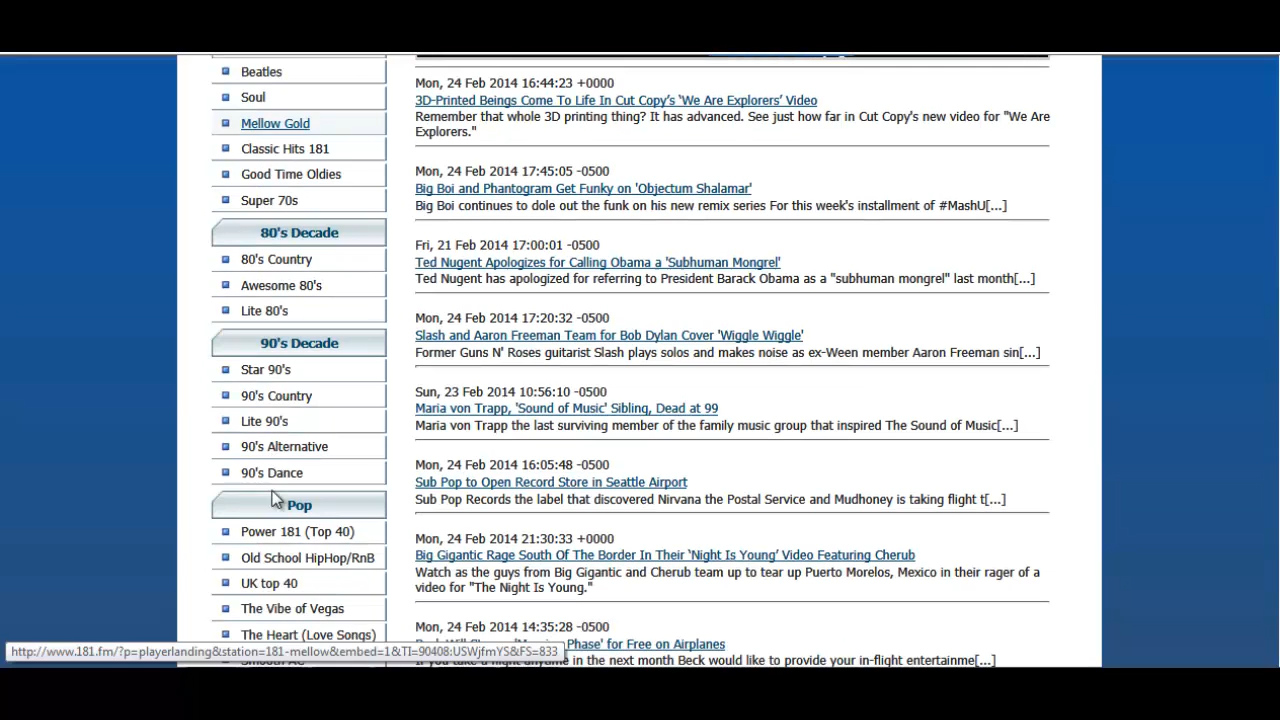 Beatles
Soul
Mellow Gold
Classic Hits 181
Good Time Oldies
Super 70s
80's Decade
80's Country
Awesome 80's
Lite 80's
90's Decade
Star 90's
90's Country
Lite 90's
90's Alternative
90's Dance
Pop
Power 181 (Top 40)
Old School HipHop/RnB
UK top 40
The Vibe of Vegas
The Heart (Love Songs)
http://www.181.fm/?p=playerlanding&station=181-mellow&embed=1&TI=90408:USWjfmYS&FS=833
Mon, 24 Feb 2014 16:44:23 +0000
3D-Printed Beings Come To Life In Cut Copy's 'We Are Explorers' Video
Remember that whole 3D printing thing? It has advanced. See just how far in Cut Copy's new video for "We Are
Explorers."
Mon, 24 Feb 2014 17:45:05 -0500
Big Boi and Phantogram Get Funky on 'Objectum Shalamar'
Big Boi continues to dole out the funk on his new remix series For this week's installment of #MashU[...]
Fri, 21 Feb 2014 17:00:01 -0500
Ted Nugent Apologizes for Calling Obama a 'Subhuman Mongrel'
Ted Nugent has apologized for referring to President Barack Obama as a "subhuman mongrel" last month[...]
Mon, 24 Feb 2014 17:20:32 -0500
Slash and Aaron Freeman Team for Bob Dylan Cover 'Wiggle Wiggle'
Former Guns N' Roses guitarist Slash plays solos and makes noise as ex-Ween member Aaron Freeman sin[...]
Sun, 23 Feb 2014 10:56:10 -0500
Maria von Trapp, 'Sound of Music' Sibling, Dead at 99
Maria von Trapp the last surviving member of the family music group that inspired The Sound of Music[...]
Mon, 24 Feb 2014 16:05:48 -0500
Sub Pop to Open Record Store in Seattle Airport
Sub Pop Records the label that discovered Nirvana the Postal Service and Mudhoney is taking flight t[...]
Mon, 24 Feb 2014 21:30:33 +0000
Big Gigantic Rage South Of The Border In Their 'Night Is Young' Video Featuring Cherub
Watch as the guys from Big Gigantic and Cherub team up to tear up Puerto Morelos, Mexico in their rager of a
video for "The Night Is Young."
Mon, 24 Feb 2014 14:35:28 -0500
Phase' for Free on Airplanes
If you take a flight anytime in the next month Beck would like to provide your in-flight entertainme[...]